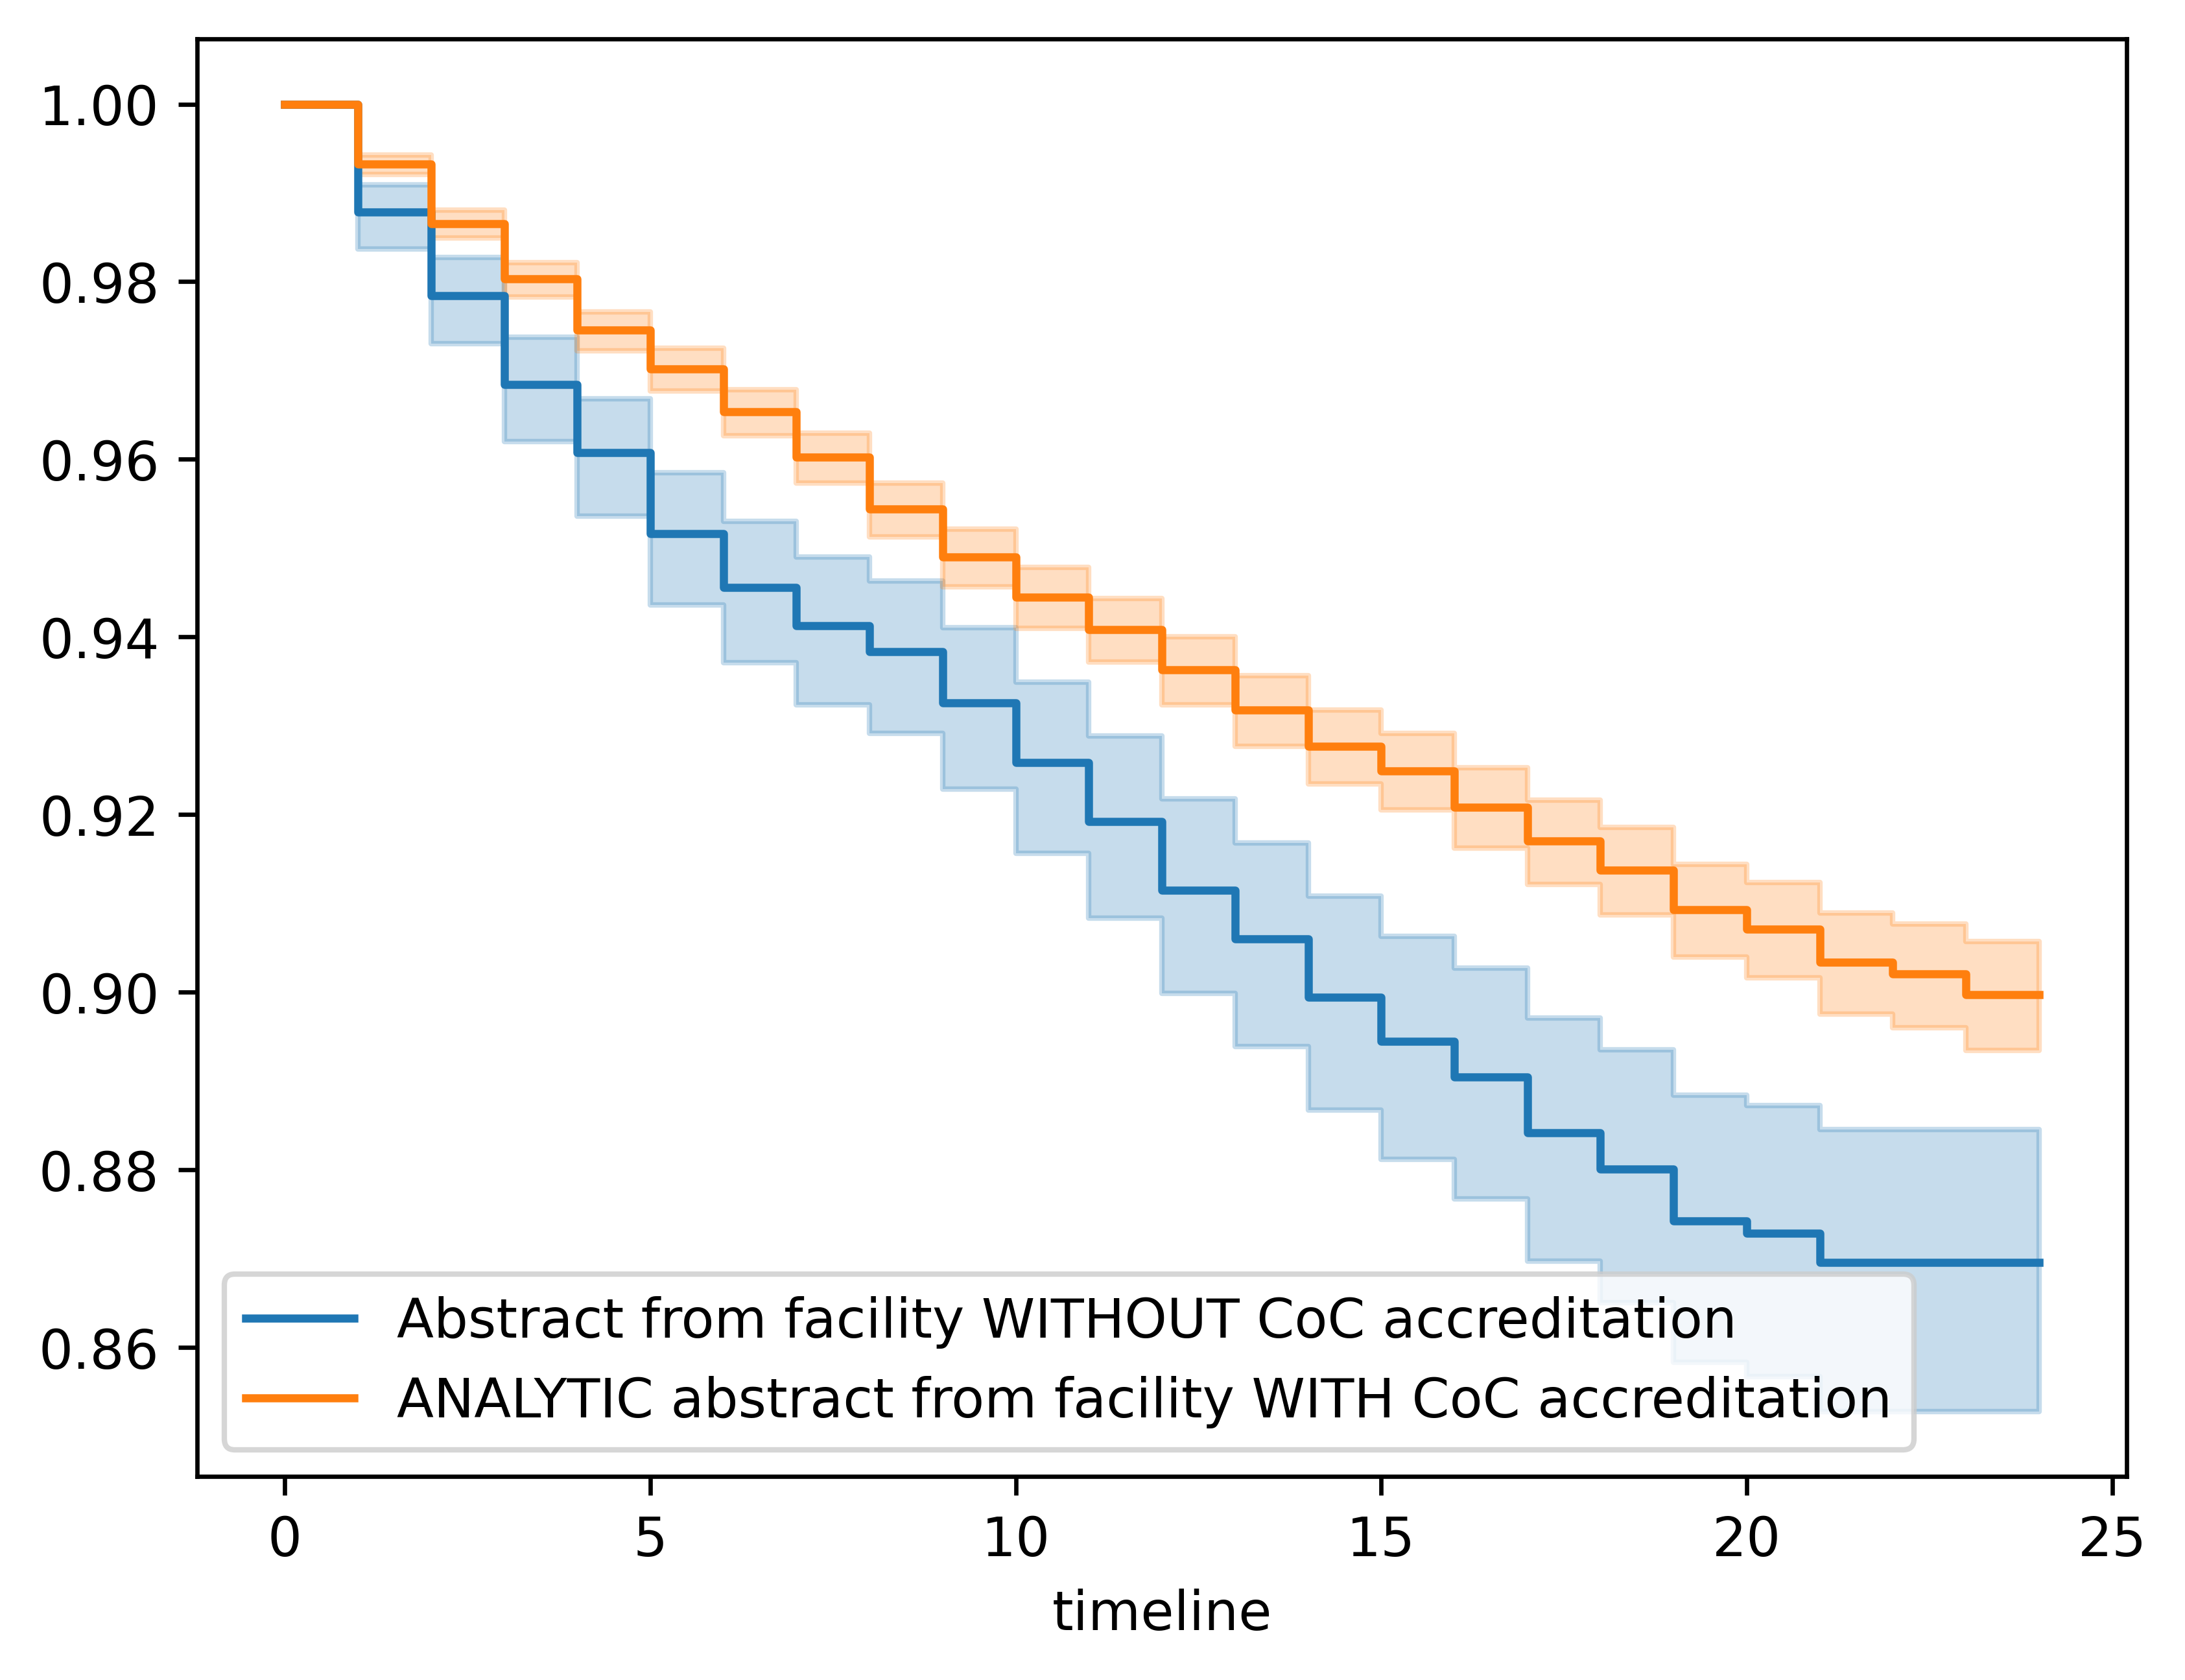 1.00
0.98
0.96
0.94
0.92
0.90
0.88
0.86
Abstract from facility WITHOUT CoC accreditation
ANALYTIC abstract from facility WITH CoC accreditation
0 5 10 15 20 25
timeline